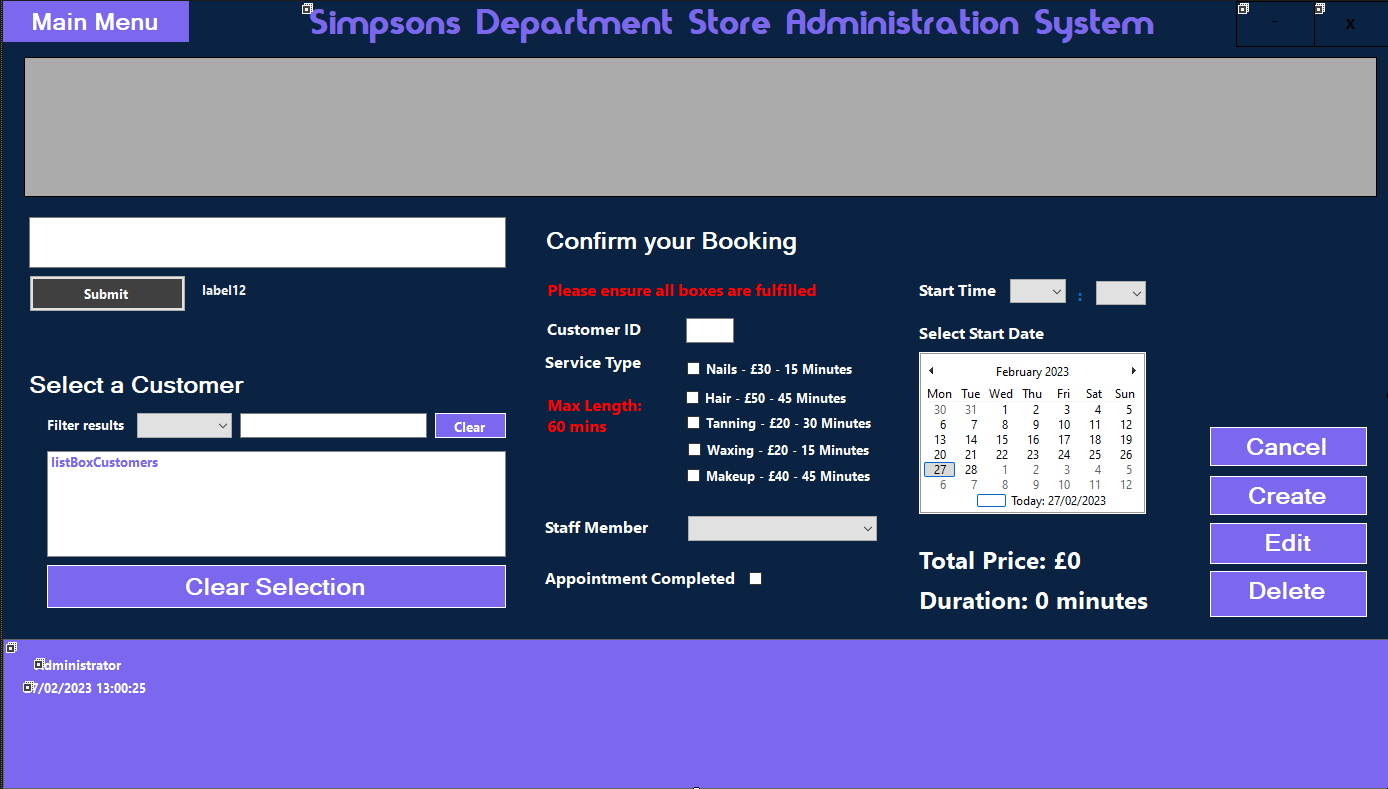 Main Menu
Simpsons Department Store Administration System
-
X
Submit
label12
Select a Customer
Filter results
Clear
listBoxCustomers
Clear Selection
Confirm your Booking
Please ensure all boxes are fulfilled
Customer ID
Service Type
Nails - £30 - 15 Minutes
Hair - £50 - 45 Minutes
Max Length:
60 mins
Tanning - £20 - 30 Minutes
Waxing - £20 - 15 Minutes
Makeup - £40 - 45 Minutes
Staff Member
Appointment Completed
Start Time
:
Select Start Date
February 2023
Mon Tue Wed Thu Fri Sat Sun
30 31 1 2 3 4 5
6 7 8 9 10 11 12
13 14 15 16 17 18 19
20 21 22 23 24 25 26
27 28 1 2 3 4 5
6 7 8 9 10 11 12
Today: 27/02/2023
Total Price: £0
Duration: 0 minutes
Cancel
Create
Edit
Delete
dministrator
7/02/2023 13:00:25